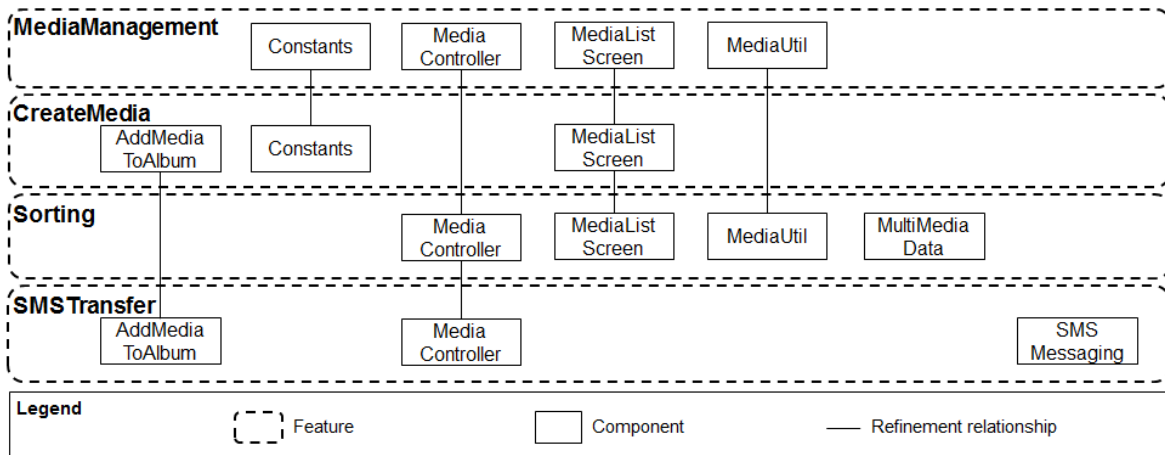 MediaManagement
Constants
Media
Controller
MediaList
Screen
MediaUtil
CreateMedia
AddMedia
ToAlbum
Constants
MediaList
Screen
Sorting
Media
Controller
MediaList
Screen
MediaUtil
MultiMedia
Data
SMSTransfer
AddMedia
ToAlbum
Media
Controller
SMS
Messaging
Legend
Feature
Component
Refinement relationship